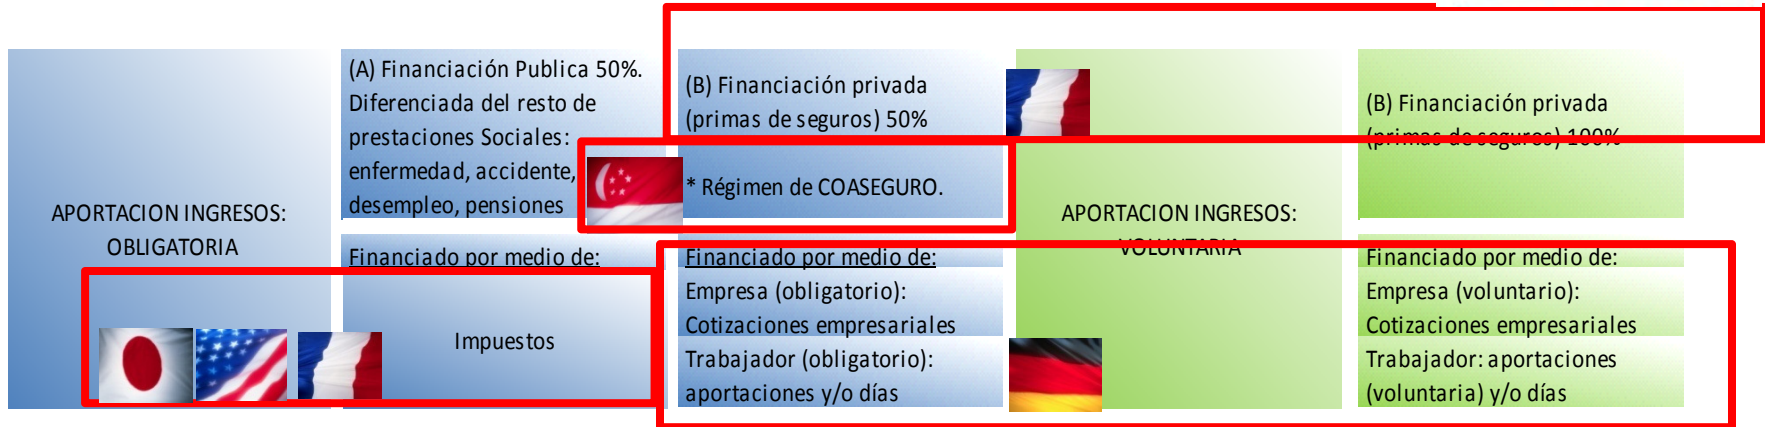 APORTACION INGRESOS:
OBLIGATORIA
(A) Financiación Publica 50%.
Diferenciada del resto de
prestaciones Sociales:
enfermedad, accidente,
desempleo, pensiones
Financiado por medio de:
Impuestos
(B) Financiación privada
(primas de seguros) 50%
* Régimen de COASEGURO.
Financiado por medio de:
Empresa (obligatorio):
Cotizaciones empresariales
Trabajador (obligatorio):
aportaciones y/o días
APORTACION INGRESOS:
VOLUNTARIA
(B) Financiación privada
(primas de seguros) 100%
Financiado por medio de:
Empresa (voluntario):
Cotizaciones empresariales
Trabajador: aportaciones
(voluntaria) y/o días